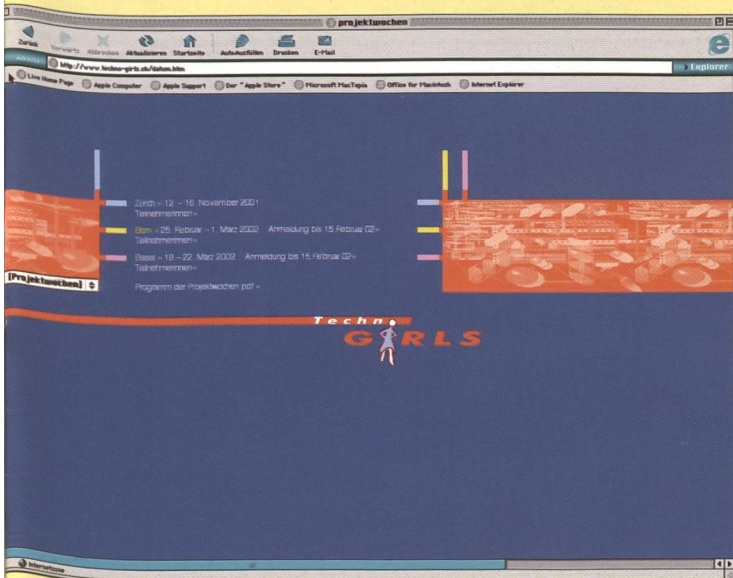 projektwochen
Zurück Vorwärts Abbrechen Aktualisieren Startseite AutoAusfüllen Drucken E-Mail
Adresse http://www.techno-girls.ch/datum.htm Explorer
Live Home Page Apple Computer Apple Support Der "Apple Store" Microsoft MacTopia Office for Macintosh Internet Explorer
Zürich » 12. – 16. November 2001
Teilnehmerinnen »
Bern » 25. Februar – 1. März 2002 Anmeldung bis 15. Februar 02»
Teilnehmerinnen »
Basel » 18 – 22. März 2002 Anmeldung bis 15. Februar 02»
Teilnehmerinnen »
[Projektwochen]
Programm der Projektwochen.pdf »
Techno
GIRLS
Internetzone